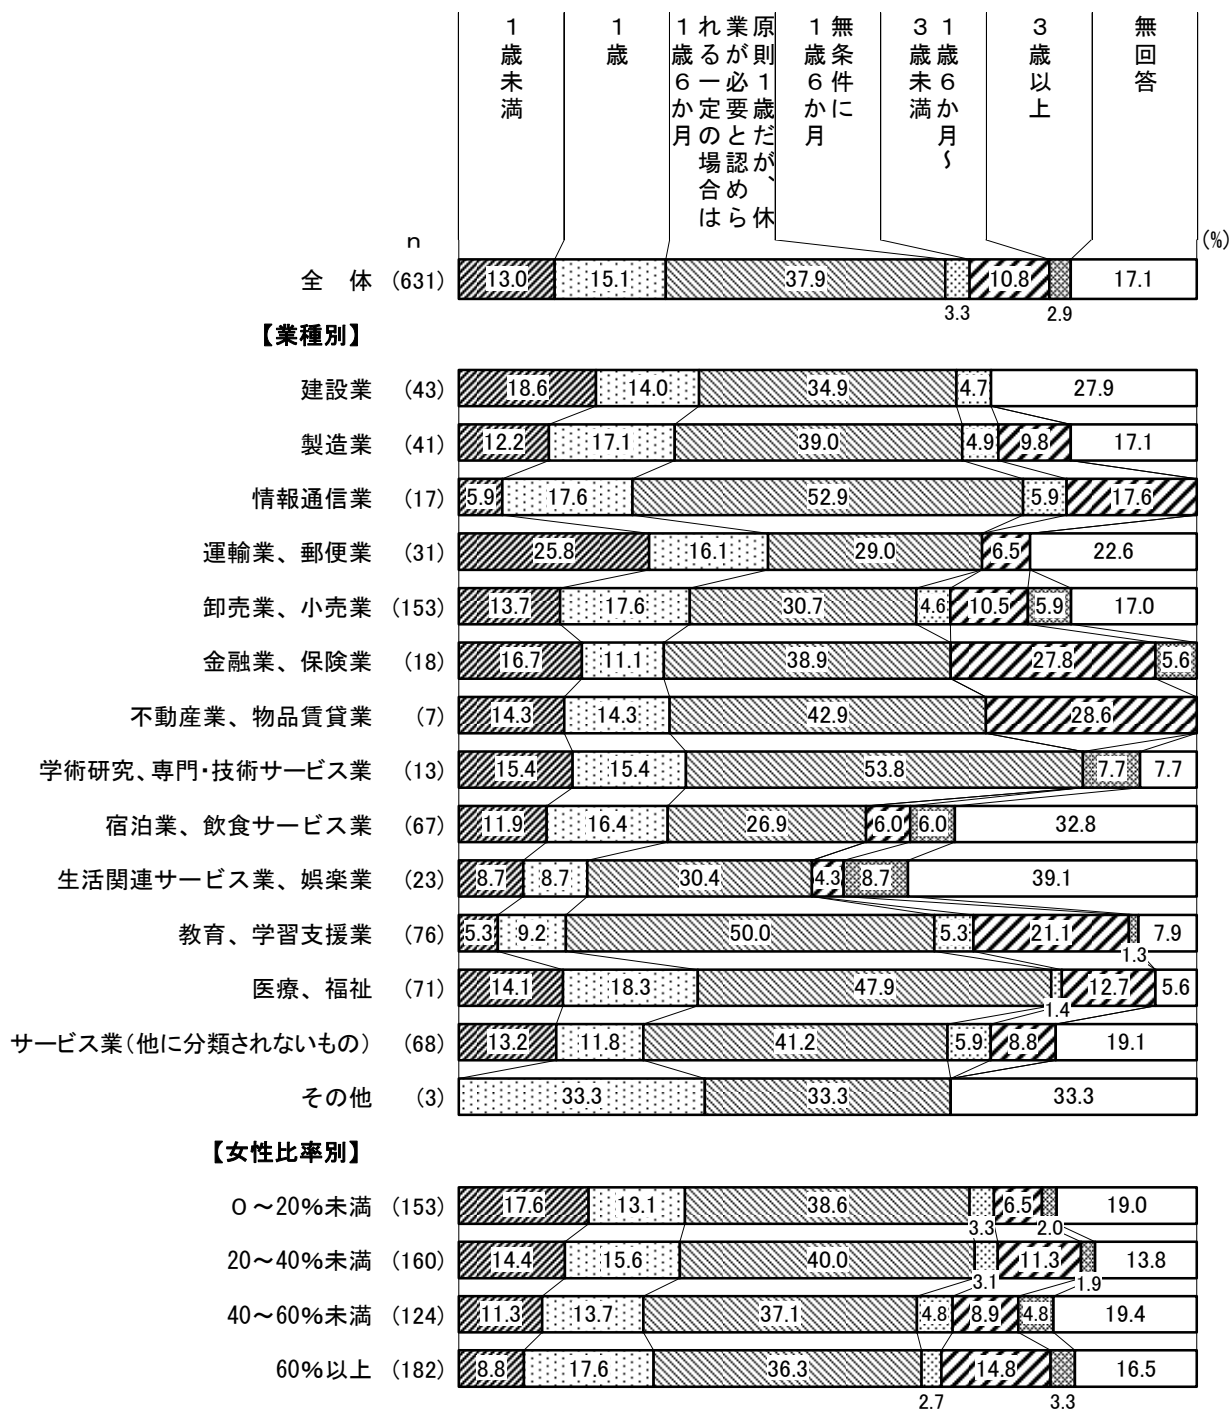 1歳未満
1歳
原則1歳だが、休
業が必要と認めら
れる一定の場合は
1歳6か月
無条件に
1歳6か月
1歳6か月～
3歳未満
3歳以上
無回答
n
(%)
全　体 (631) 13.0 15.1 37.9 3.3 10.8 2.9 17.1
【業種別】
建設業 (43) 18.6 14.0 34.9 4.7 27.9
製造業 (41) 12.2 17.1 39.0 4.9 9.8 17.1
情報通信業 (17) 5.9 17.6 52.9 5.9 17.6
運輸業、郵便業 (31) 25.8 16.1 29.0 6.5 22.6
卸売業、小売業 (153) 13.7 17.6 30.7 4.6 10.5 5.9 17.0
金融業、保険業 (18) 16.7 11.1 38.9 27.8 5.6
不動産業、物品賃貸業 (7) 14.3 14.3 42.9 28.6
学術研究、専門・技術サービス業 (13) 15.4 15.4 53.8 7.7 7.7
宿泊業、飲食サービス業 (67) 11.9 16.4 26.9 6.0 6.0 32.8
生活関連サービス業、娯楽業 (23) 8.7 8.7 30.4 4.3 8.7 39.1
教育、学習支援業 (76) 5.3 9.2 50.0 5.3 21.1 1.3 7.9
医療、福祉 (71) 14.1 18.3 47.9 1.4 12.7 5.6
サービス業（他に分類されないもの） (68) 13.2 11.8 41.2 5.9 8.8 19.1
その他 (3) 33.3 33.3 33.3
【女性比率別】
0～20%未満 (153) 17.6 13.1 38.6 3.3 6.5 2.0 19.0
20～40%未満 (160) 14.4 15.6 40.0 3.1 11.3 1.9 13.8
40～60%未満 (124) 11.3 13.7 37.1 4.8 8.9 4.8 19.4
60%以上 (182) 8.8 17.6 36.3 2.7 14.8 3.3 16.5